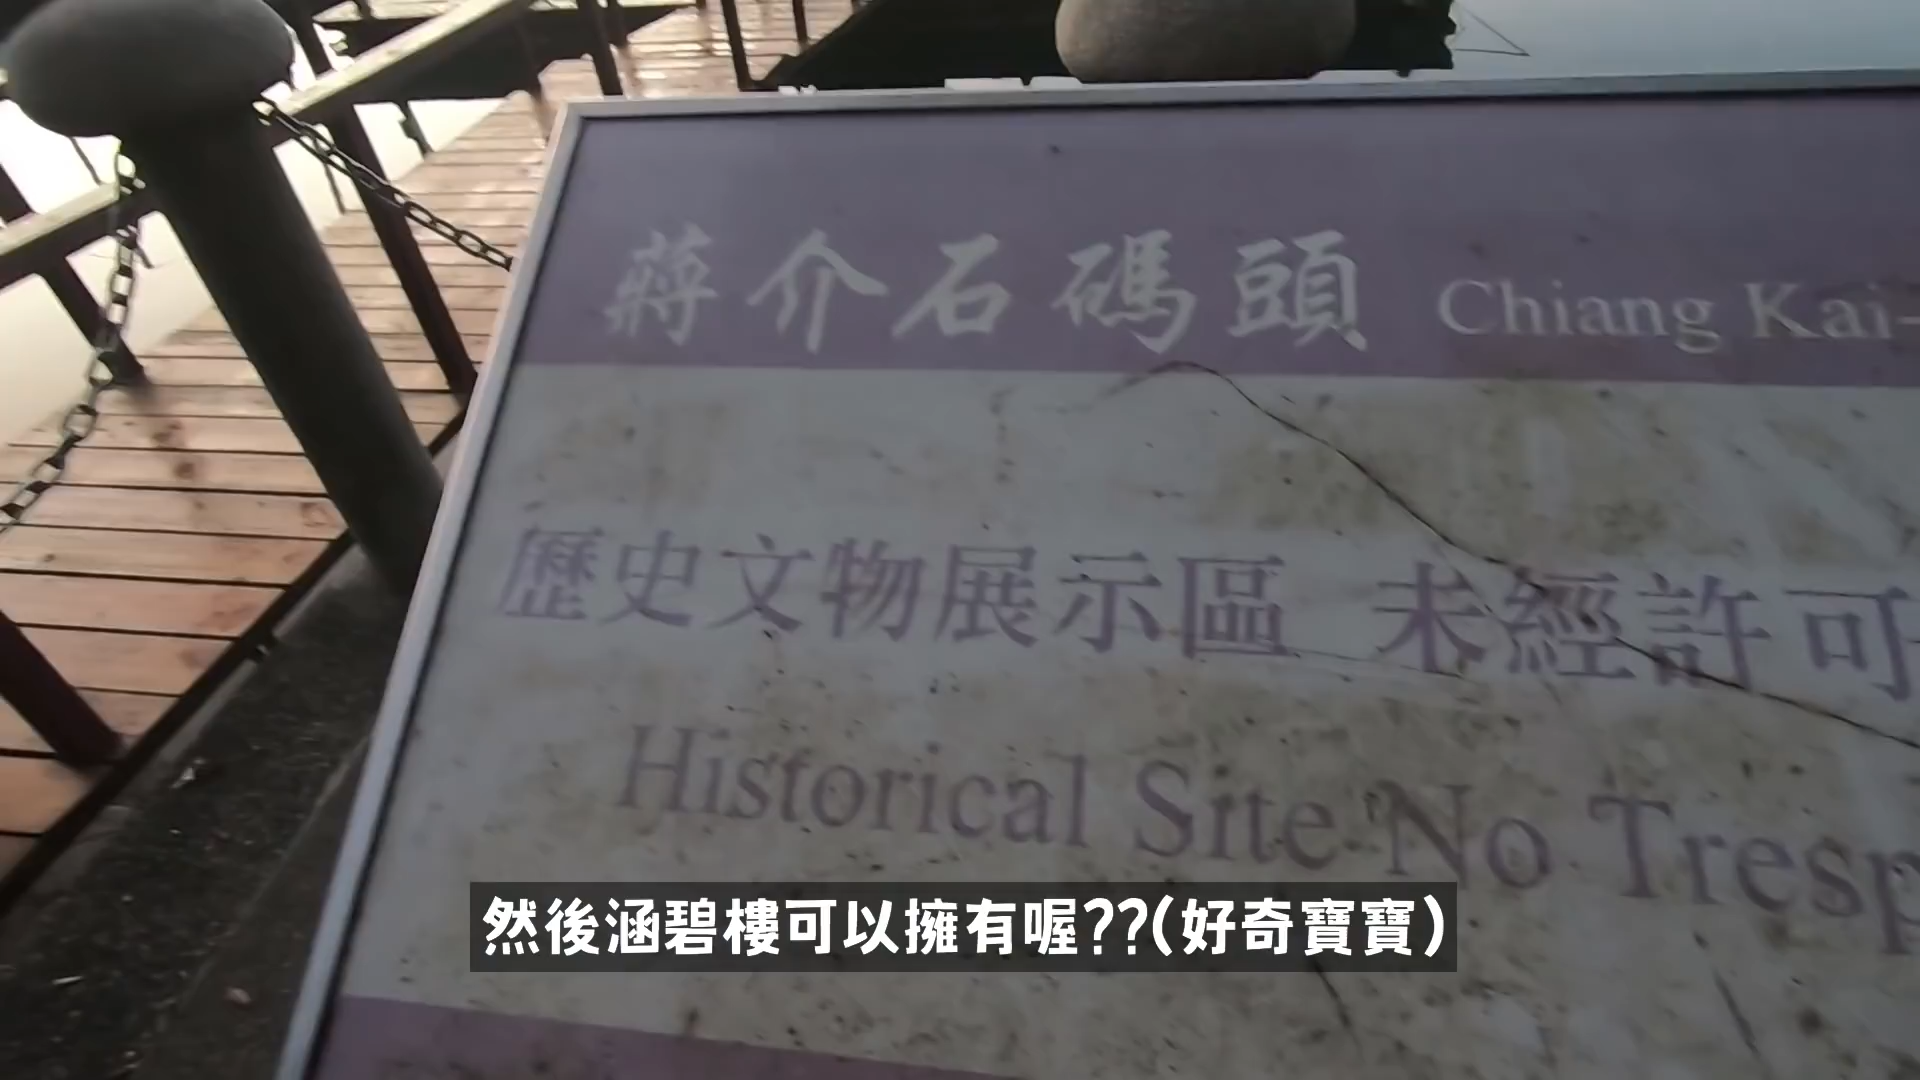 蔣介石碼頭 Chiang Kai-
歷史文物展示區 未經許可
Historical Site No Tresp
然後涵碧樓可以擁有喔??(好奇寶寶)